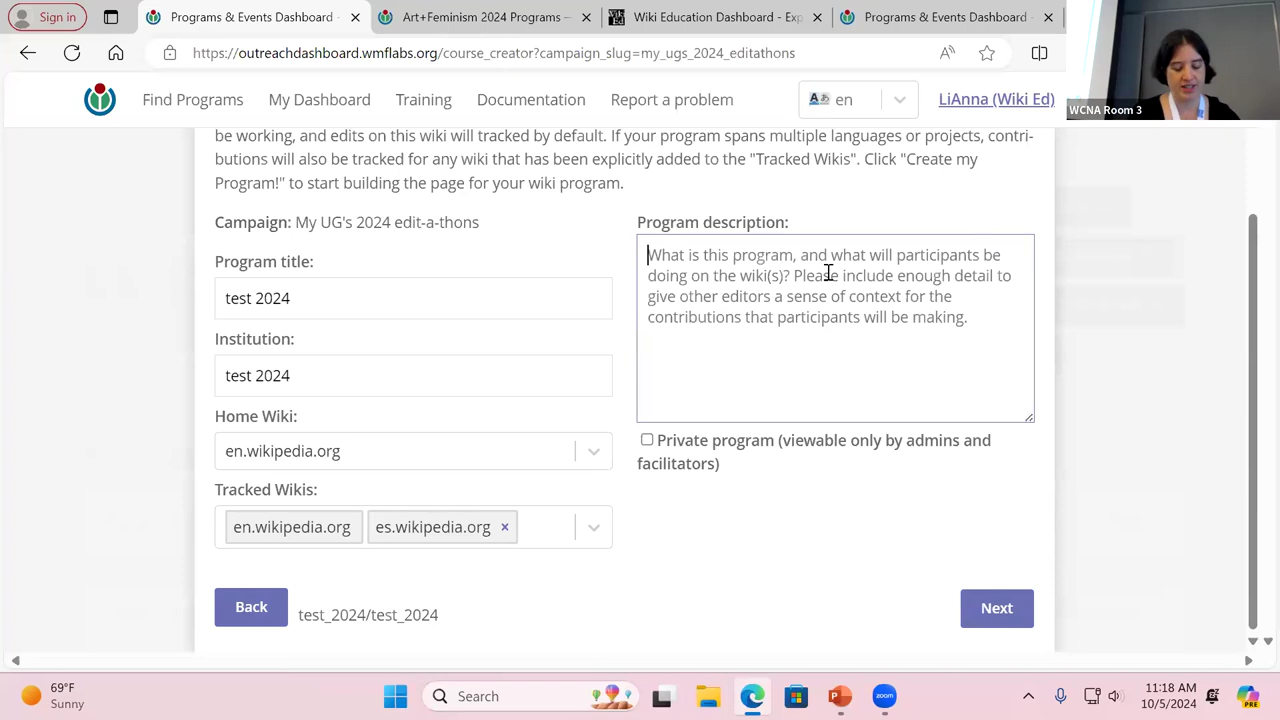 Sign in
Programs & Events Dashboard
Art+Feminism 2024 Programs –
Wiki Education Dashboard - Exp
Programs & Events Dashboard
https://outreachdashboard.wmflabs.org/course_creator?campaign_slug=my_ugs_2024_editathons
WCNA Room 3
Find Programs
My Dashboard
Training
Documentation
Report a problem
en
LiAnna (Wiki Ed)
be working, and edits on this wiki will tracked by default. If your program spans multiple languages or projects, contri-
butions will also be tracked for any wiki that has been explicitly added to the "Tracked Wikis". Click "Create my
Program!" to start building the page for your wiki program.
Campaign: My UG's 2024 edit-a-thons
Program title:
test 2024
Institution:
test 2024
Home Wiki:
en.wikipedia.org
Tracked Wikis:
en.wikipedia.org
es.wikipedia.org ×
Program description:
What is this program, and what will participants be
doing on the wiki(s)? Please include enough detail to
give other editors a sense of context for the
contributions that participants will be making.
Private program (viewable only by admins and
facilitators)
Back
test_2024/test_2024
Next
69°F
Sunny
Search
zoom
11:18 AM
10/5/2024
PRE